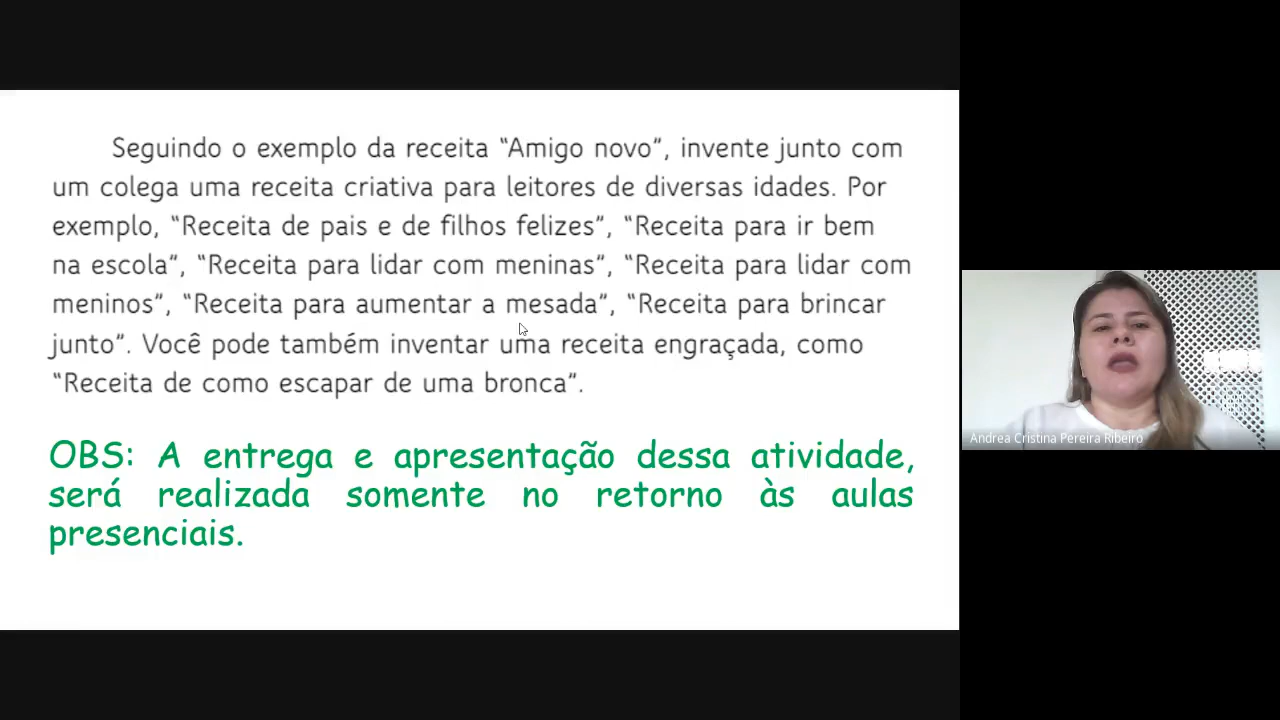 Seguindo o exemplo da receita “Amigo novo”, invente junto com
um colega uma receita criativa para leitores de diversas idades. Por
exemplo, “Receita de pais e de filhos felizes”, “Receita para ir bem
na escola”, “Receita para lidar com meninas”, “Receita para lidar com
meninos”, “Receita para aumentar a mesada”, “Receita para brincar
junto”. Você pode também inventar uma receita engraçada, como
“Receita de como escapar de uma bronca”.
OBS: A entrega e apresentação dessa atividade,
será realizada somente no retorno às aulas
presenciais.
Andrea Cristina Pereira Ribeiro